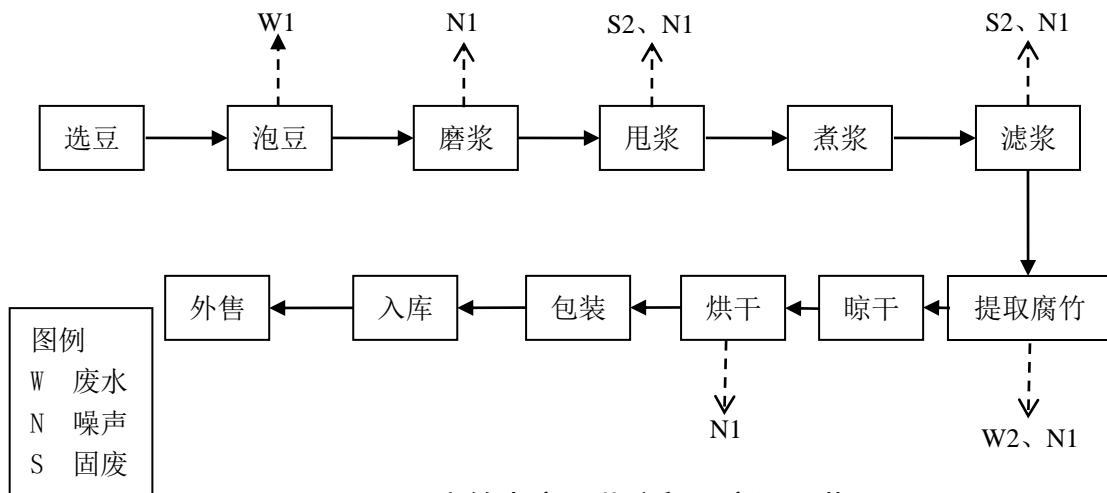 W1
N1
S2、N1
S2、N1
选豆
泡豆
磨浆
甩浆
煮浆
滤浆
外售
入库
包装
烘干
晾干
提取腐竹
图例
W 废水
N 噪声
S 固废
N1
W2、N1